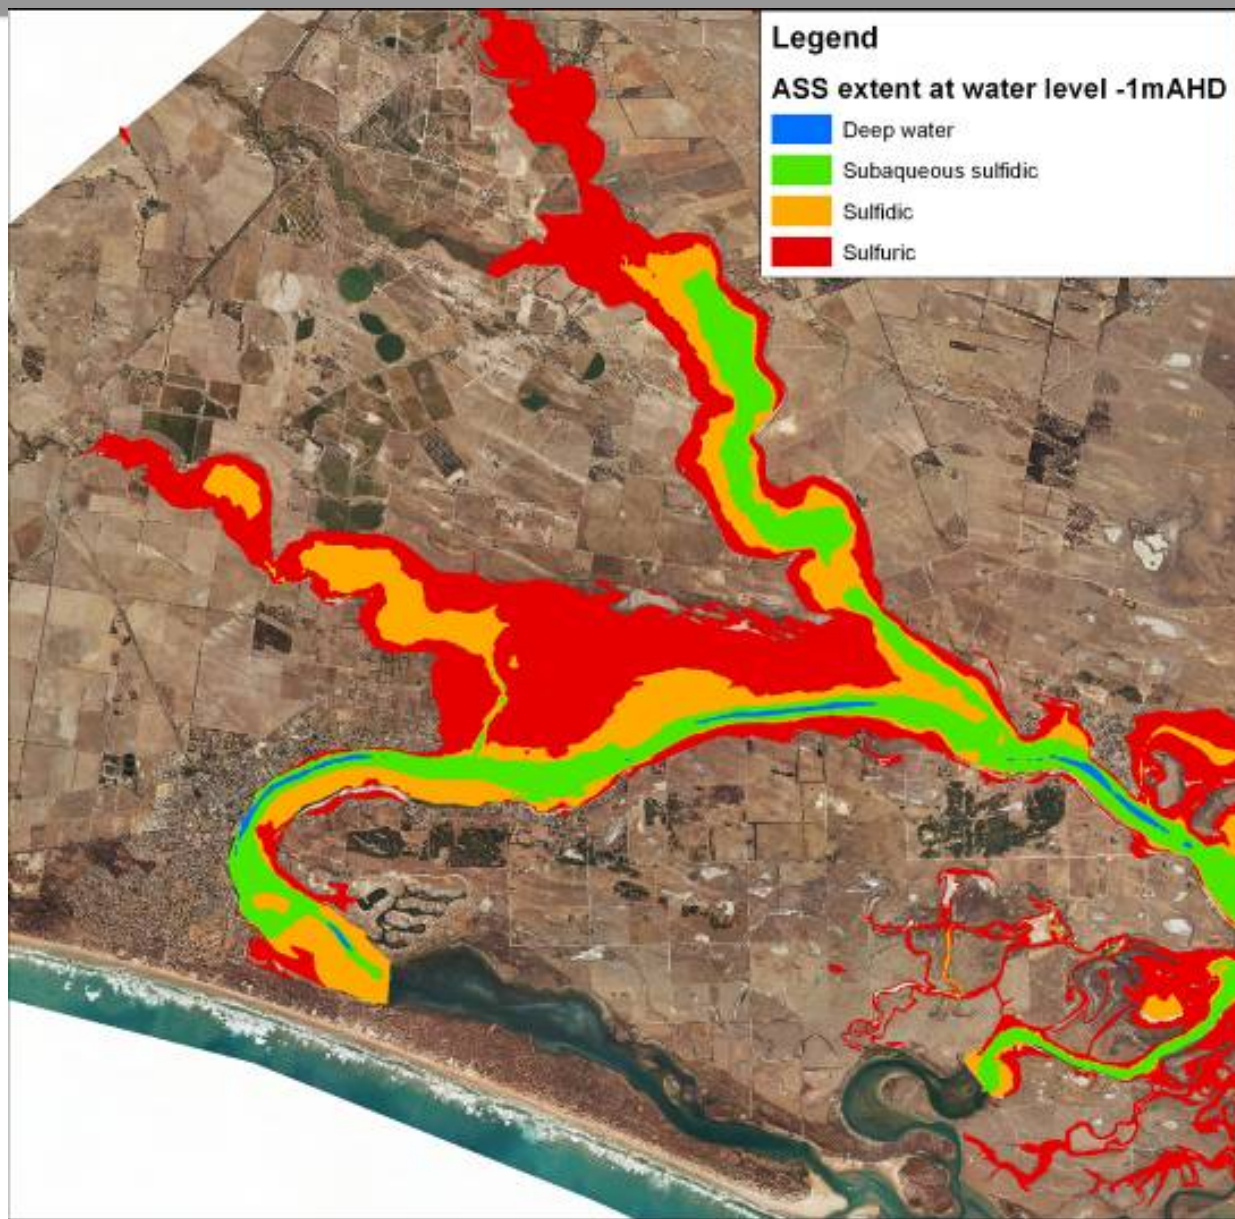 Legend
ASS extent at water level -1mAHD
Deep water
Subaqueous sulfidic
Sulfidic
Sulfuric